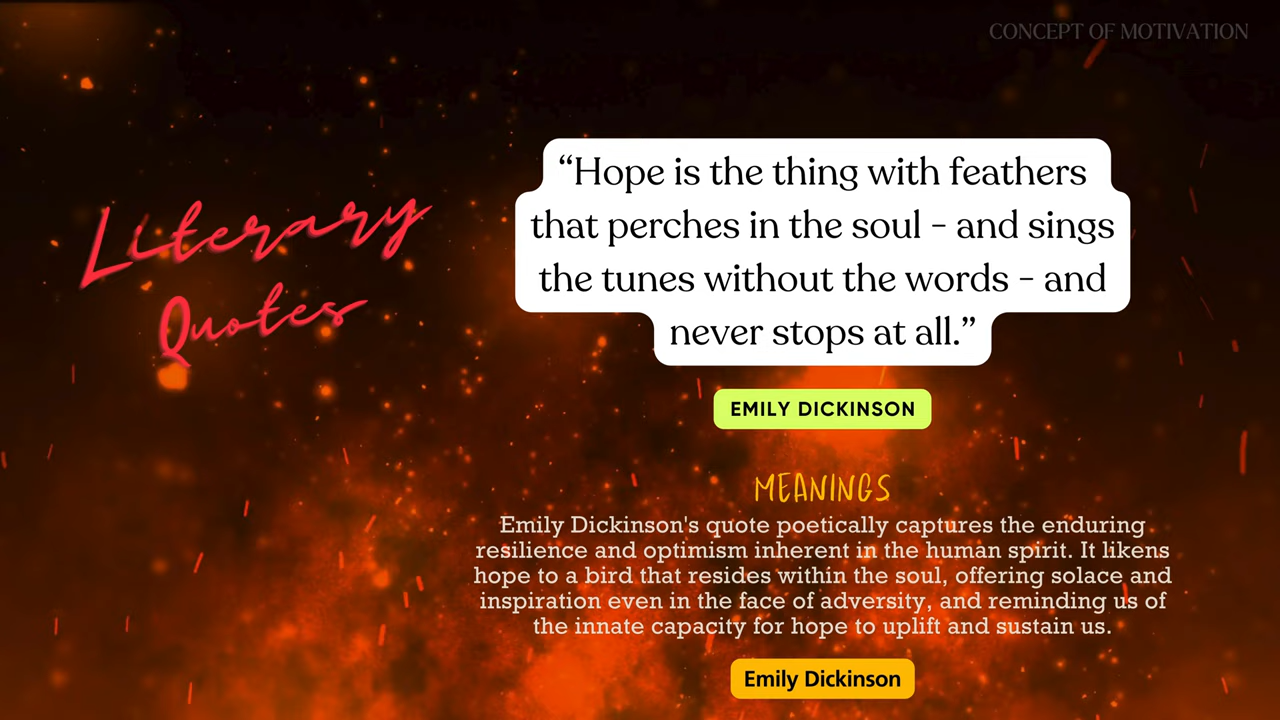 CONCEPT OF MOTIVATION
Literary
Quotes
“Hope is the thing with feathers
that perches in the soul – and sings
the tunes without the words – and
never stops at all.”
EMILY DICKINSON
MEANINGS
Emily Dickinson's quote poetically captures the enduring
resilience and optimism inherent in the human spirit. It likens
hope to a bird that resides within the soul, offering solace and
inspiration even in the face of adversity, and reminding us of
the innate capacity for hope to uplift and sustain us.
Emily Dickinson